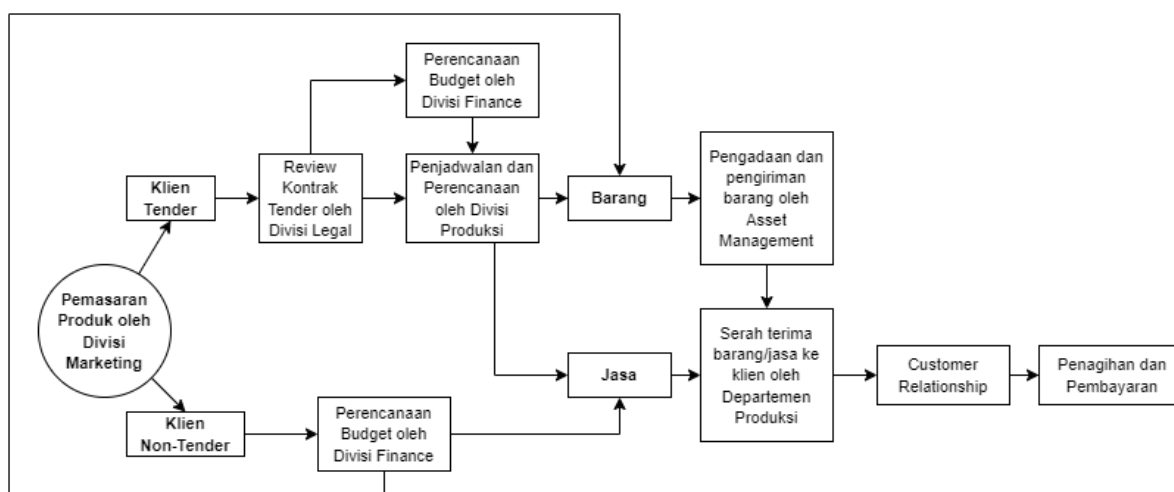 Perencanaan
Budget oleh
Divisi Finance
Klien
Tender
Review
Kontrak
Tender oleh
Divisi Legal
Penjadwalan dan
Perencanaan
oleh Divisi
Produksi
Barang
Pengadaan dan
pengiriman
barang oleh
Asset
Management
Pemasaran
Produk oleh
Divisi
Marketing
Klien
Non-Tender
Perencanaan
Budget oleh
Divisi Finance
Jasa
Serah terima
barang/jasa ke
klien oleh
Departemen
Produksi
Customer
Relationship
Penagihan dan
Pembayaran